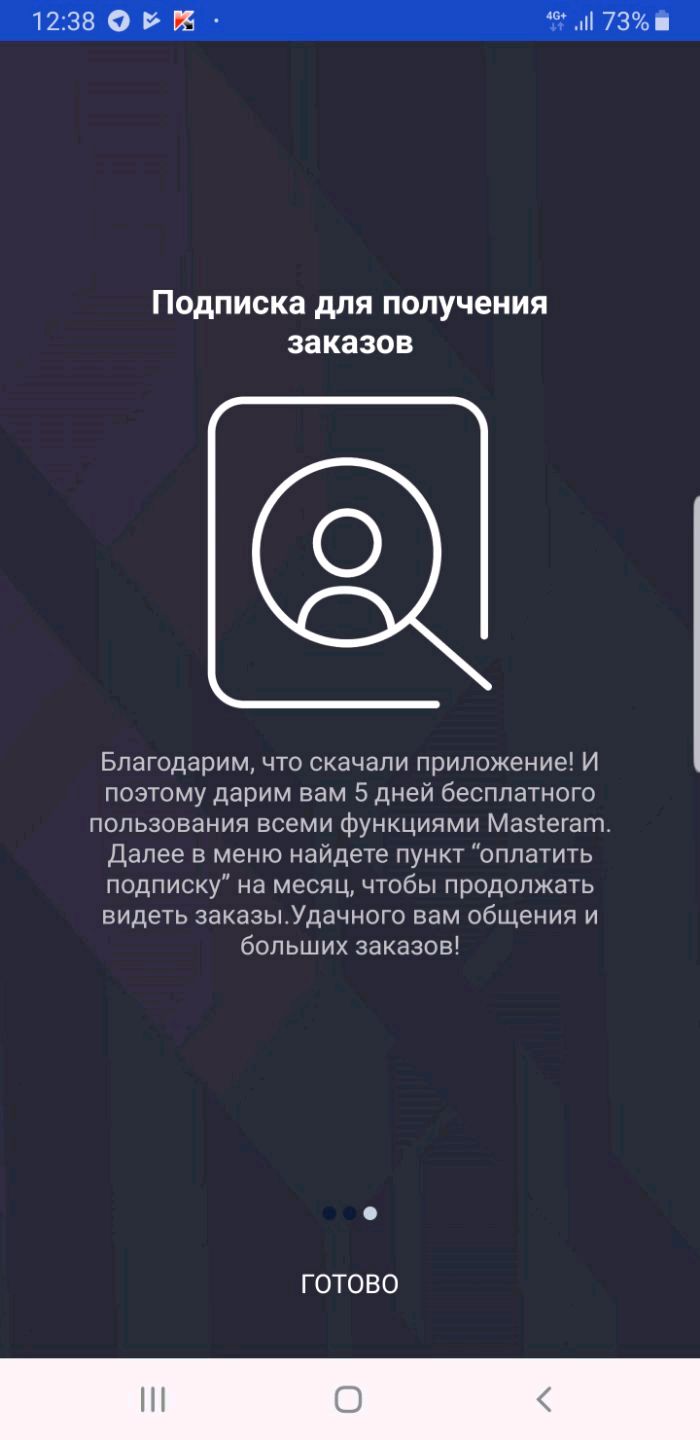 12:38
4G+
73%
Подписка для получения
заказов
Благодарим, что скачали приложение! И
поэтому дарим вам 5 дней бесплатного
пользования всеми функциями Masteram.
Далее в меню найдете пункт “оплатить
подписку” на месяц, чтобы продолжать
видеть заказы.Удачного вам общения и
больших заказов!
ГОТОВО